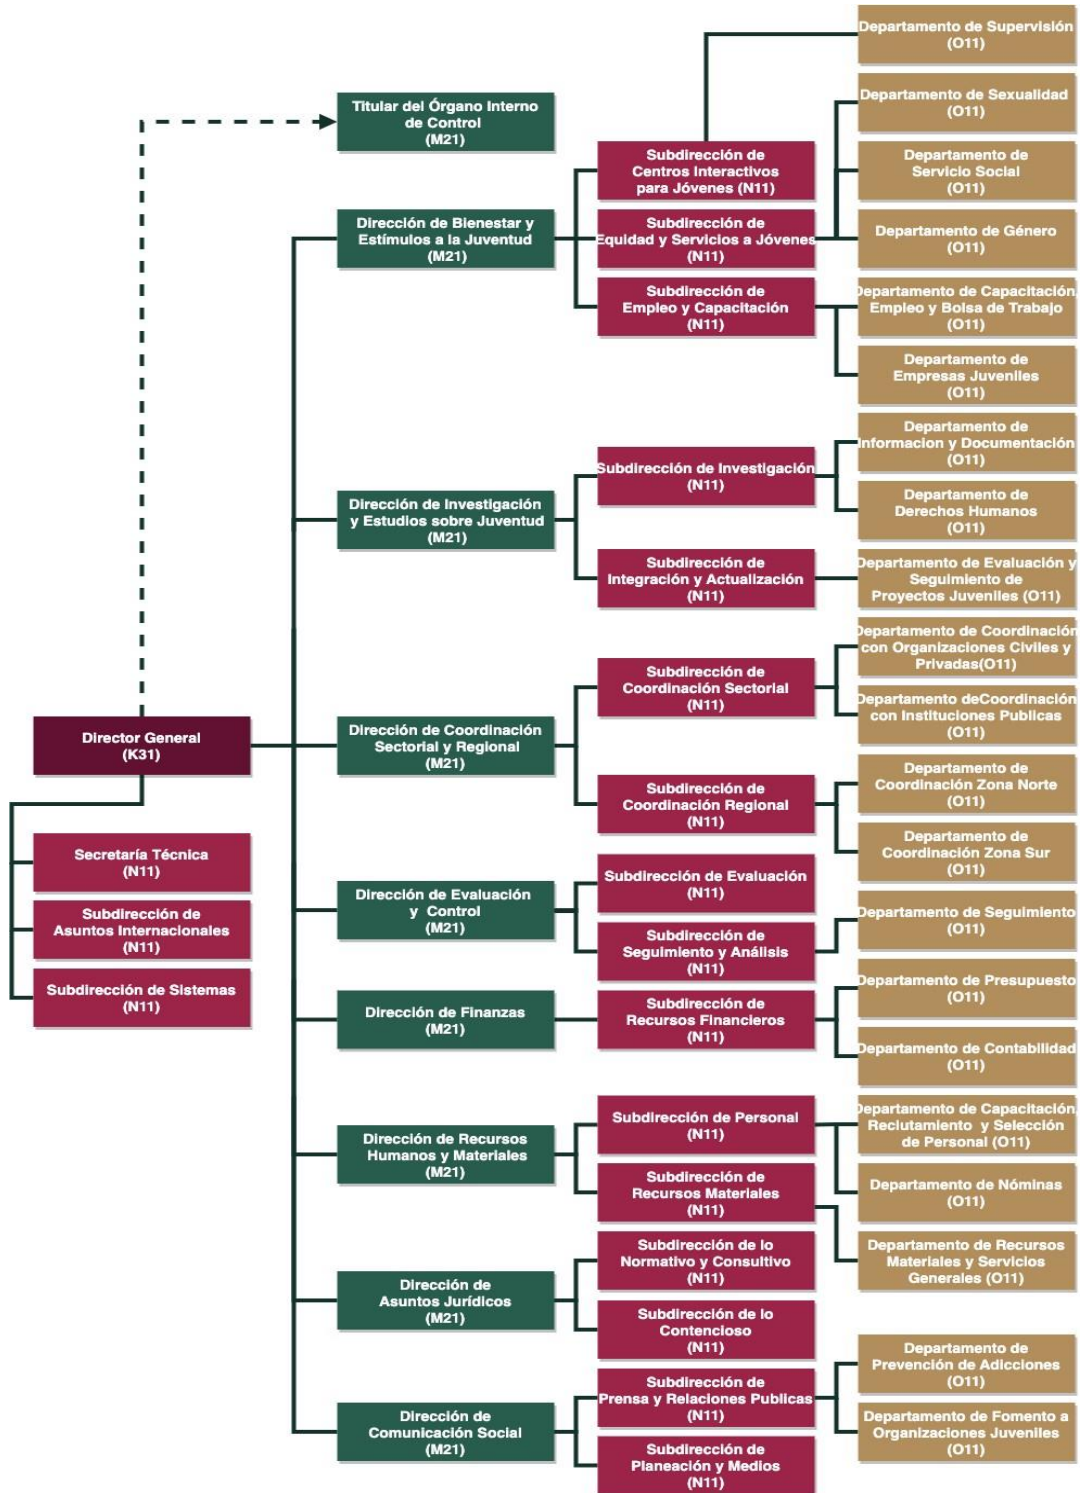 Departamento de Supervisión
(O11)
Titular del Órgano Interno
de Control
(M21)
Departamento de Sexualidad
(O11)
Subdirección de
Centros Interactivos
para Jóvenes (N11)
Departamento de
Servicio Social
(O11)
Dirección de Bienestar y
Estímulos a la Juventud
(M21)
Subdirección de
Equidad y Servicios a Jóvenes
(N11)
Departamento de Género
(O11)
Subdirección de
Empleo y Capacitación
(N11)
Departamento de Capacitación,
Empleo y Bolsa de Trabajo
(O11)
Departamento de
Empresas Juveniles
(O11)
Dirección de Investigación
y Estudios sobre Juventud
(M21)
Subdirección de Investigación
(N11)
Departamento de
Informacion y Documentación
(O11)
Departamento de
Derechos Humanos
(O11)
Subdirección de
Integración y Actualización
(N11)
Departamento de Evaluación y
Seguimiento de
Proyectos Juveniles (O11)
Director General
(K31)
Dirección de Coordinación
Sectorial y Regional
(M21)
Subdirección de
Coordinación Sectorial
(N11)
Departamento de Coordinación
con Organizaciones Civiles y
Privadas(O11)
Departamento deCoordinación
con Instituciones Publicas
(O11)
Subdirección de
Coordinación Regional
(N11)
Departamento de
Coordinación Zona Norte
(O11)
Departamento de
Coordinación Zona Sur
(O11)
Secretaría Técnica
(N11)
Subdirección de
Asuntos Internacionales
(N11)
Subdirección de Sistemas
(N11)
Dirección de Evaluación
y Control
(M21)
Subdirección de Evaluación
(N11)
Subdirección de
Seguimiento y Análisis
(N11)
Departamento de Seguimiento
(O11)
Dirección de Finanzas
(M21)
Subdirección de
Recursos Financieros
(N11)
Departamento de Presupuesto
(O11)
Departamento de Contabilidad
(O11)
Dirección de Recursos
Humanos y Materiales
(M21)
Subdirección de Personal
(N11)
Departamento de Capacitación,
Reclutamiento y Selección
de Personal (O11)
Departamento de Nóminas
(O11)
Subdirección de
Recursos Materiales
(N11)
Departamento de Recursos
Materiales y Servicios
Generales (O11)
Dirección de
Asuntos Jurídicos
(M21)
Subdirección de lo
Normativo y Consultivo
(N11)
Subdirección de lo
Contencioso
(N11)
Dirección de
Comunicación Social
(M21)
Subdirección de
Prensa y Relaciones Publicas
(N11)
Departamento de
Prevención de Adicciones
(O11)
Departamento de Fomento a
Organizaciones Juveniles
(O11)
Subdirección de
Planeación y Medios
(N11)